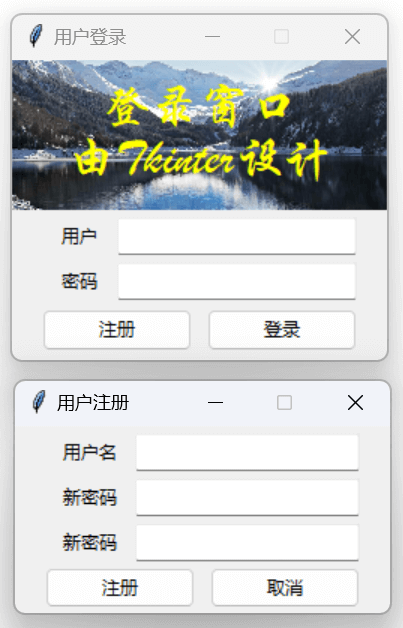 用户登录
登录窗口
由Tkinter设计
用户
密码
注册 登录
用户注册
用户名
新密码
新密码
注册 取消